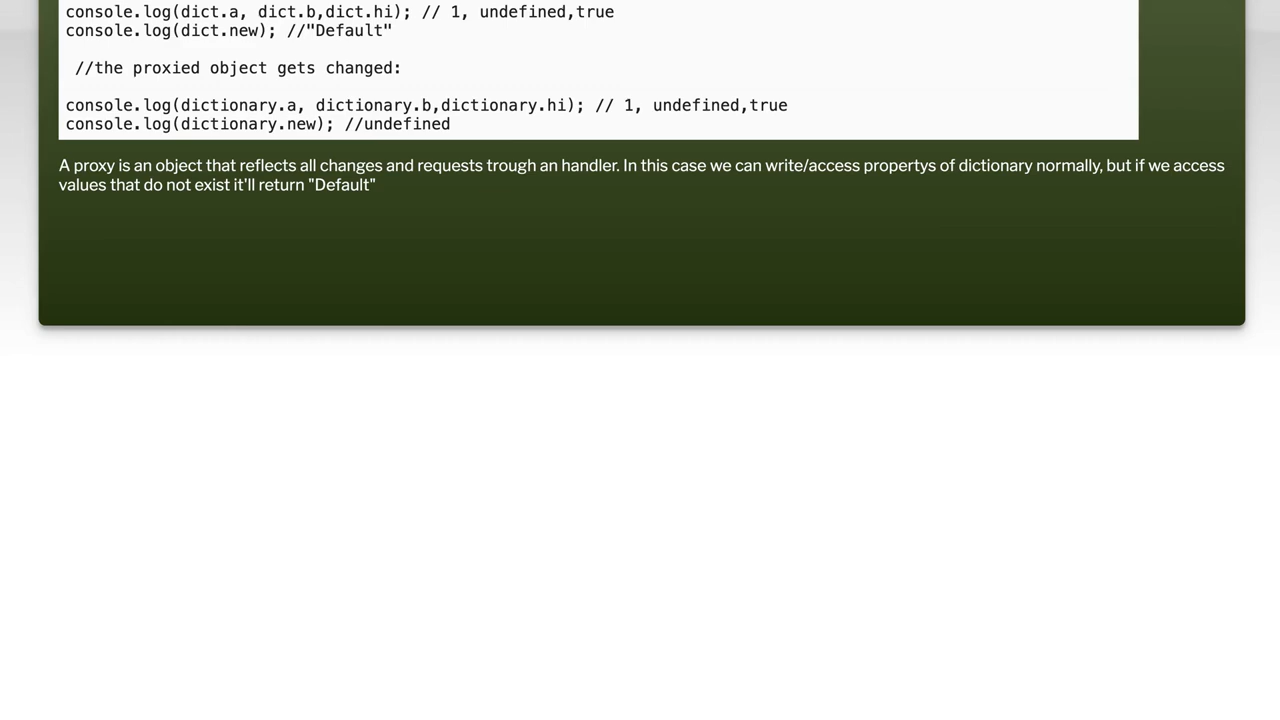 console.log(dict.a, dict.b,dict.hi); // 1, undefined,true
console.log(dict.new); //"Default"
//the proxied object gets changed:
console.log(dictionary.a, dictionary.b,dictionary.hi); // 1, undefined,true
console.log(dictionary.new); //undefined
A proxy is an object that reflects all changes and requests trough an handler. In this case we can write/access propertys of dictionary normally, but if we access
values that do not exist it'll return "Default"